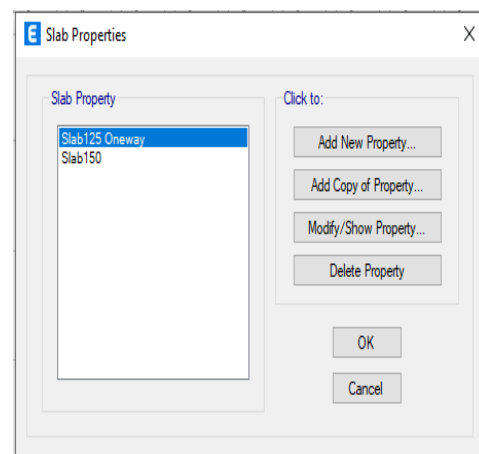 E Slab Properties
Slab Property
Slab125 Oneway
Slab150
Click to:
Add New Property...
Add Copy of Property...
Modify/Show Property...
Delete Property
OK
Cancel